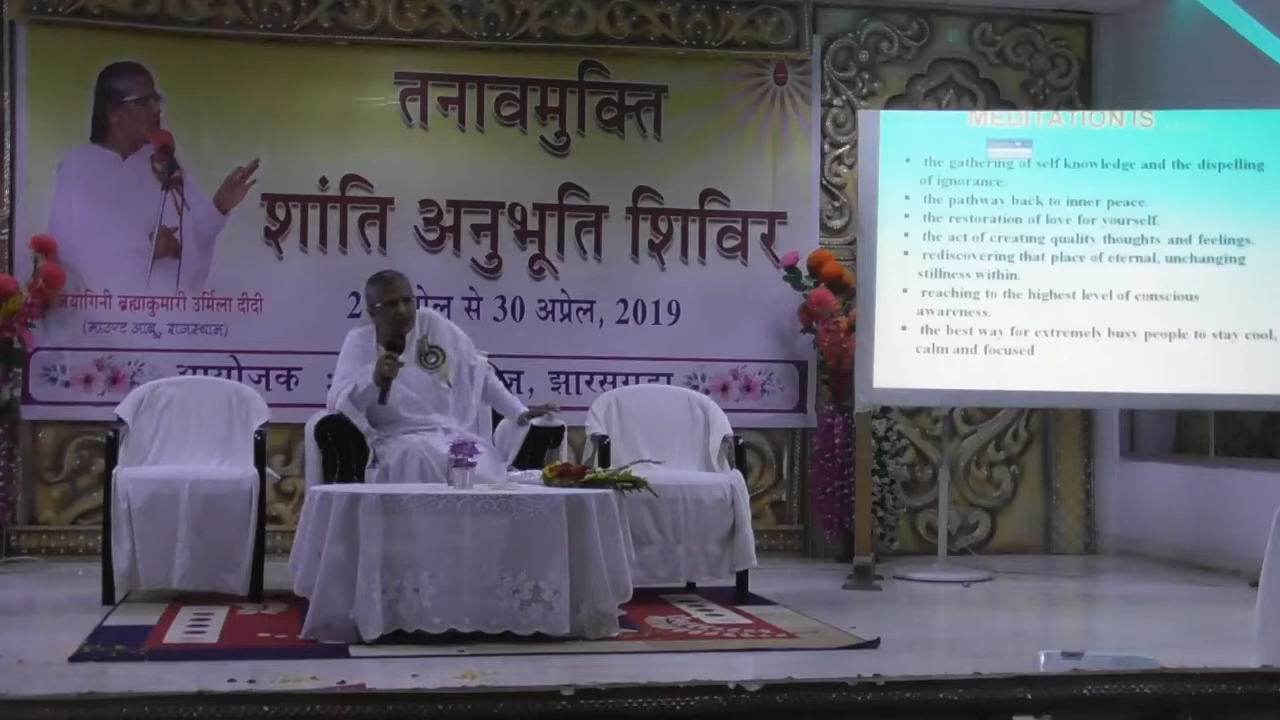 तनावमुक्ति
शांति अनुभूति शिविर
ब्रह्माकुमारी उर्मिला दीदी
(माउण्ट आबू, राजस्थान)
से 30 अप्रेल, 2019
आयोजक :
झारसुगुड़ा
MEDITATION IS
▪ the gathering of self knowledge and the dispelling
of ignorance.
▪ the pathway back to inner peace.
▪ the restoration of love for yourself.
▪ the act of creating quality thoughts and feelings.
▪ rediscovering that place of eternal, unchanging
stillness within.
▪ reaching to the highest level of conscious
awareness.
▪ the best way for extremely busy people to stay cool,
calm and focused